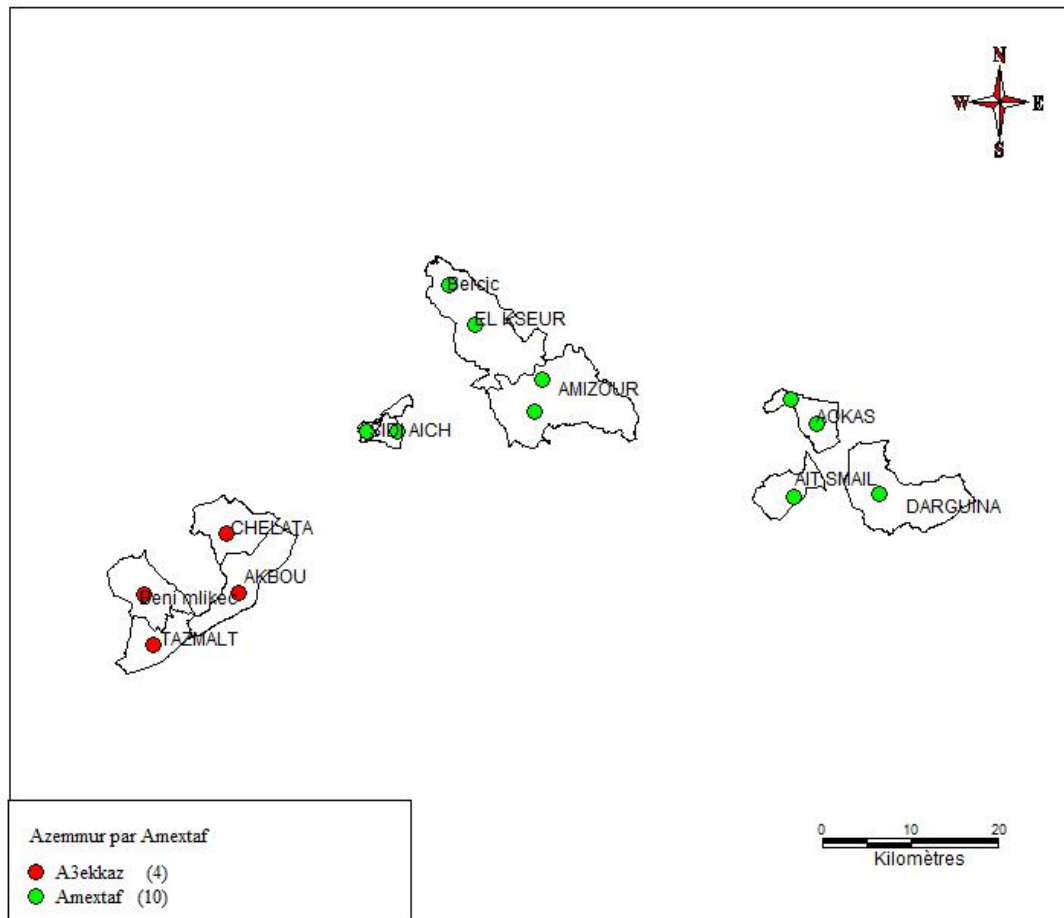 N
W E
S
Bercic
EL KSEUR
AMIZOUR
AOKAS
SIDI AICH
AIT SMAIL
DARGUINA
CHELATA
AKBOU
Beni mlikec
TAZMALT
Azemmur par Amextaf
A3ekkaz (4)
Amextaf (10)
0 10 20
Kilomètres